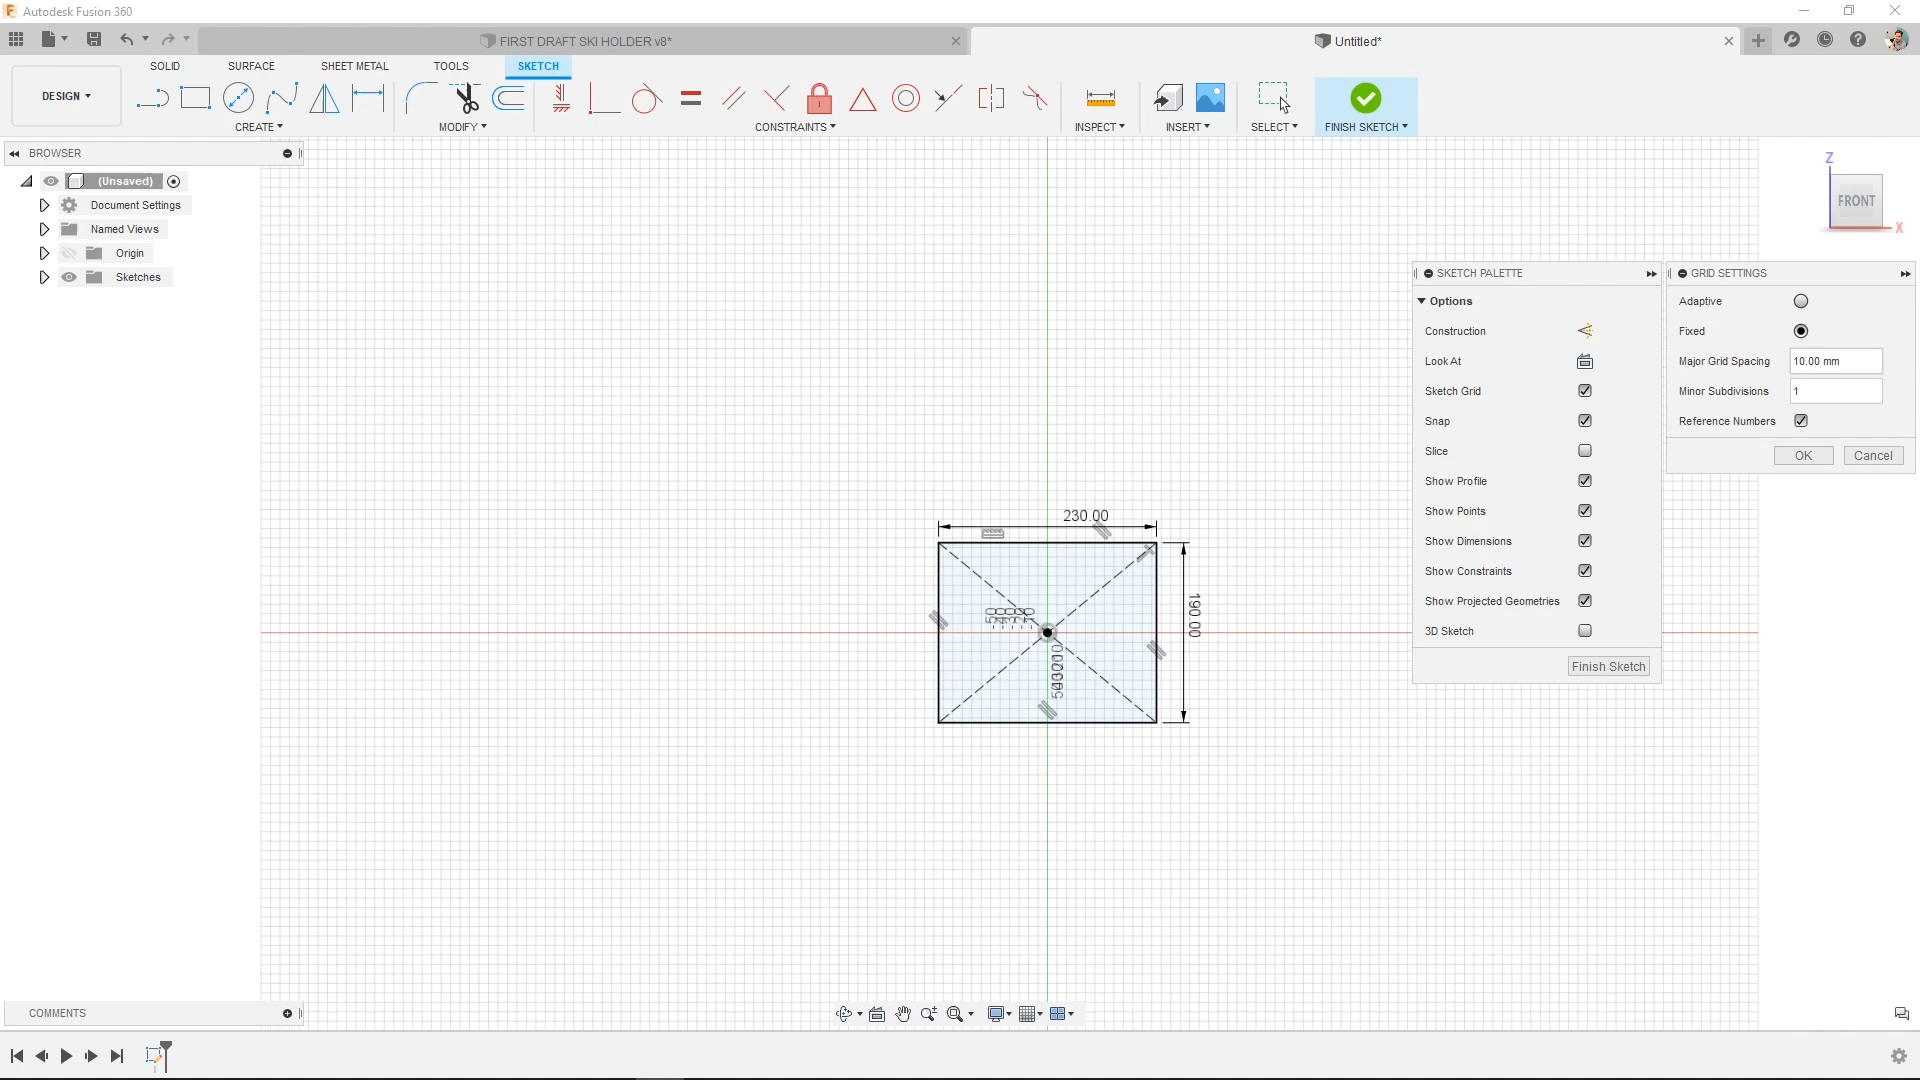 Autodesk Fusion 360
FIRST DRAFT SKI HOLDER v8*
Untitled*
SOLID
SURFACE
SHEET METAL
TOOLS
SKETCH
DESIGN
CREATE
MODIFY
CONSTRAINTS
INSPECT
INSERT
SELECT
FINISH SKETCH
BROWSER
(Unsaved)
Document Settings
Named Views
Origin
Sketches
Z
FRONT
X
SKETCH PALETTE
Options
Construction
Look At
Sketch Grid
Snap
Slice
Show Profile
Show Points
Show Dimensions
Show Constraints
Show Projected Geometries
3D Sketch
Finish Sketch
GRID SETTINGS
Adaptive
Fixed
Major Grid Spacing
10.00 mm
Minor Subdivisions
1
Reference Numbers
OK
Cancel
230.00
190.00
COMMENTS